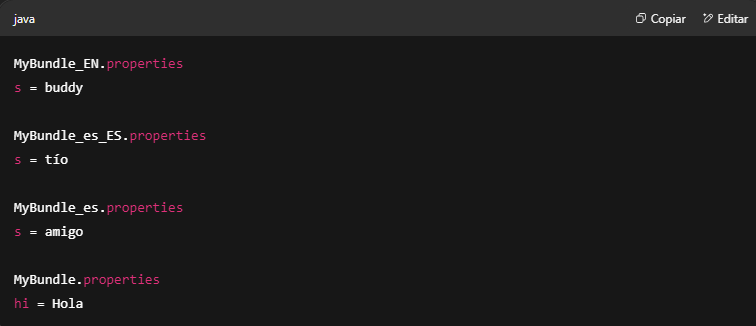 java
Copiar
Editar
MyBundle_EN.properties
s = buddy
MyBundle_es_ES.properties
s = tío
MyBundle_es.properties
s = amigo
MyBundle.properties
hi = Hola